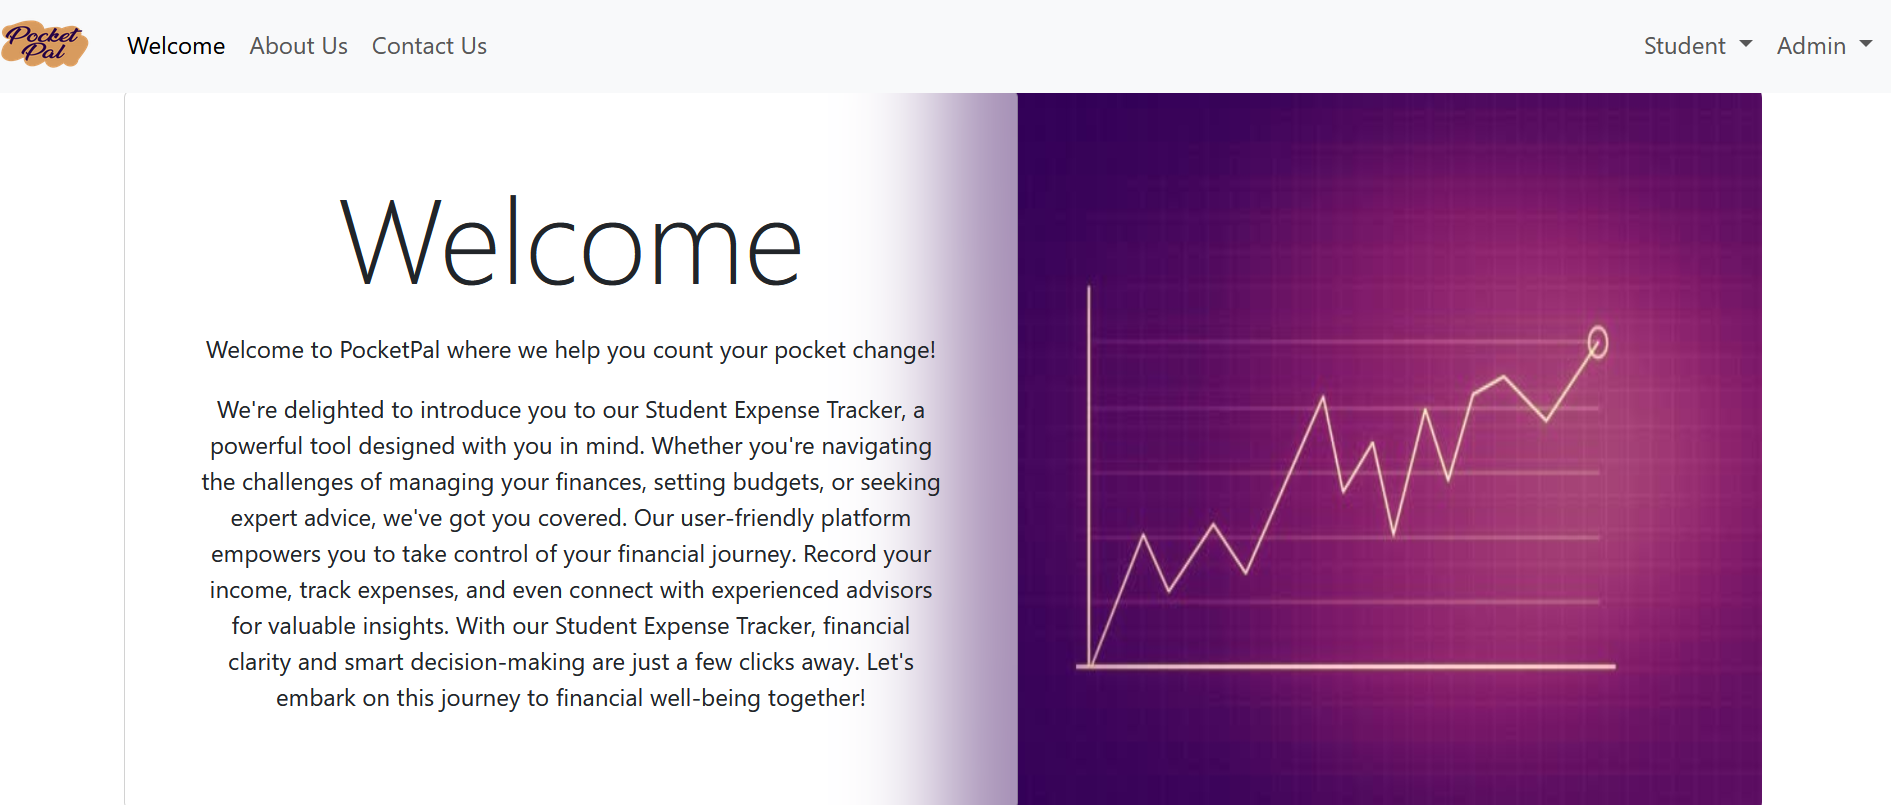 Pocket
Pal
Welcome About Us Contact Us Student Admin
Welcome
Welcome to PocketPal where we help you count your pocket change!
We're delighted to introduce you to our Student Expense Tracker, a
powerful tool designed with you in mind. Whether you're navigating
the challenges of managing your finances, setting budgets, or seeking
expert advice, we've got you covered. Our user-friendly platform
empowers you to take control of your financial journey. Record your
income, track expenses, and even connect with experienced advisors
for valuable insights. With our Student Expense Tracker, financial
clarity and smart decision-making are just a few clicks away. Let's
embark on this journey to financial well-being together!